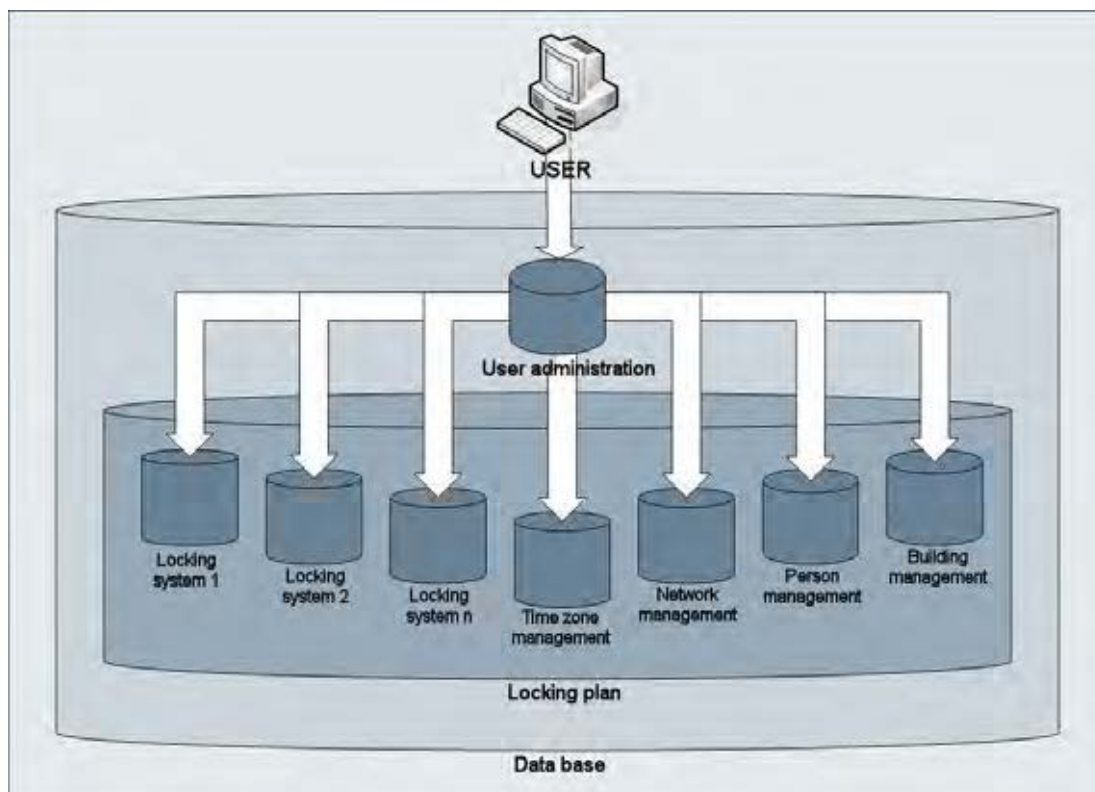 USER
User administration
Locking
system 1
Locking
system 2
Locking
system n
Time zone
management
Network
management
Person
management
Building
management
Locking plan
Data base